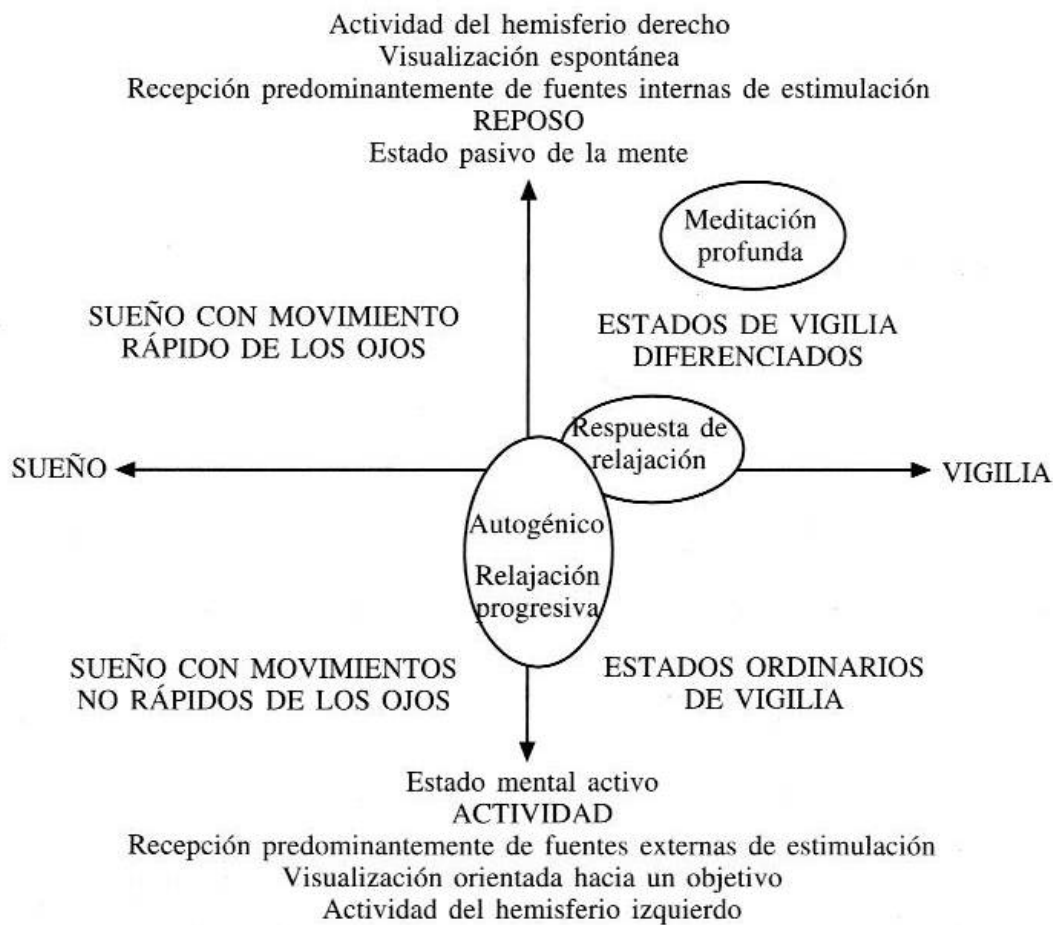 Actividad del hemisferio derecho
Visualización espontánea
Recepción predominantemente de fuentes internas de estimulación
REPOSO
Estado pasivo de la mente
Meditación
profunda
SUEÑO CON MOVIMIENTO
RÁPIDO DE LOS OJOS
ESTADOS DE VIGILIA
DIFERENCIADOS
Respuesta de
relajación
SUEÑO
VIGILIA
Autogénico
Relajación
progresiva
SUEÑO CON MOVIMIENTOS
NO RÁPIDOS DE LOS OJOS
ESTADOS ORDINARIOS
DE VIGILIA
Estado mental activo
ACTIVIDAD
Recepción predominantemente de fuentes externas de estimulación
Visualización orientada hacia un objetivo
Actividad del hemisferio izquierdo